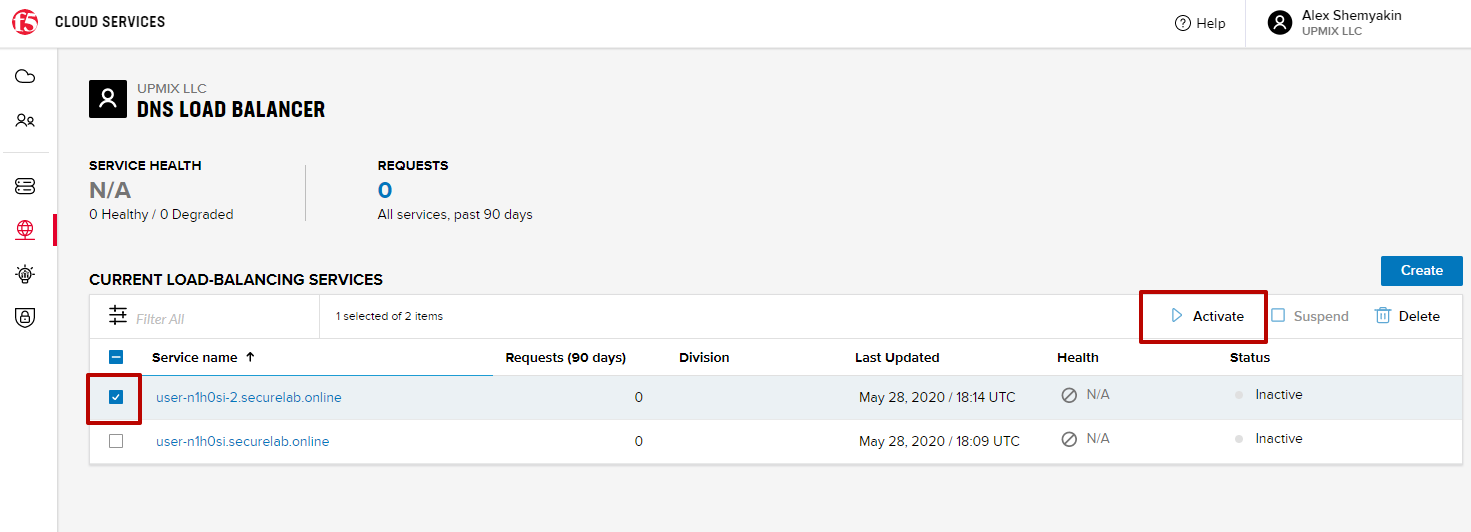 f5 CLOUD SERVICES
Help
Alex Shemyakin
UPMIX LLC
UPMIX LLC
DNS LOAD BALANCER
SERVICE HEALTH
N/A
0 Healthy / 0 Degraded
REQUESTS
0
All services, past 90 days
CURRENT LOAD-BALANCING SERVICES
Create
Filter All
1 selected of 2 items
Activate
Suspend
Delete
Service name Requests (90 days) Division Last Updated Health Status
user-n1h0si-2.securelab.online 0 May 28, 2020 / 18:14 UTC N/A Inactive
user-n1h0si.securelab.online 0 May 28, 2020 / 18:09 UTC N/A Inactive